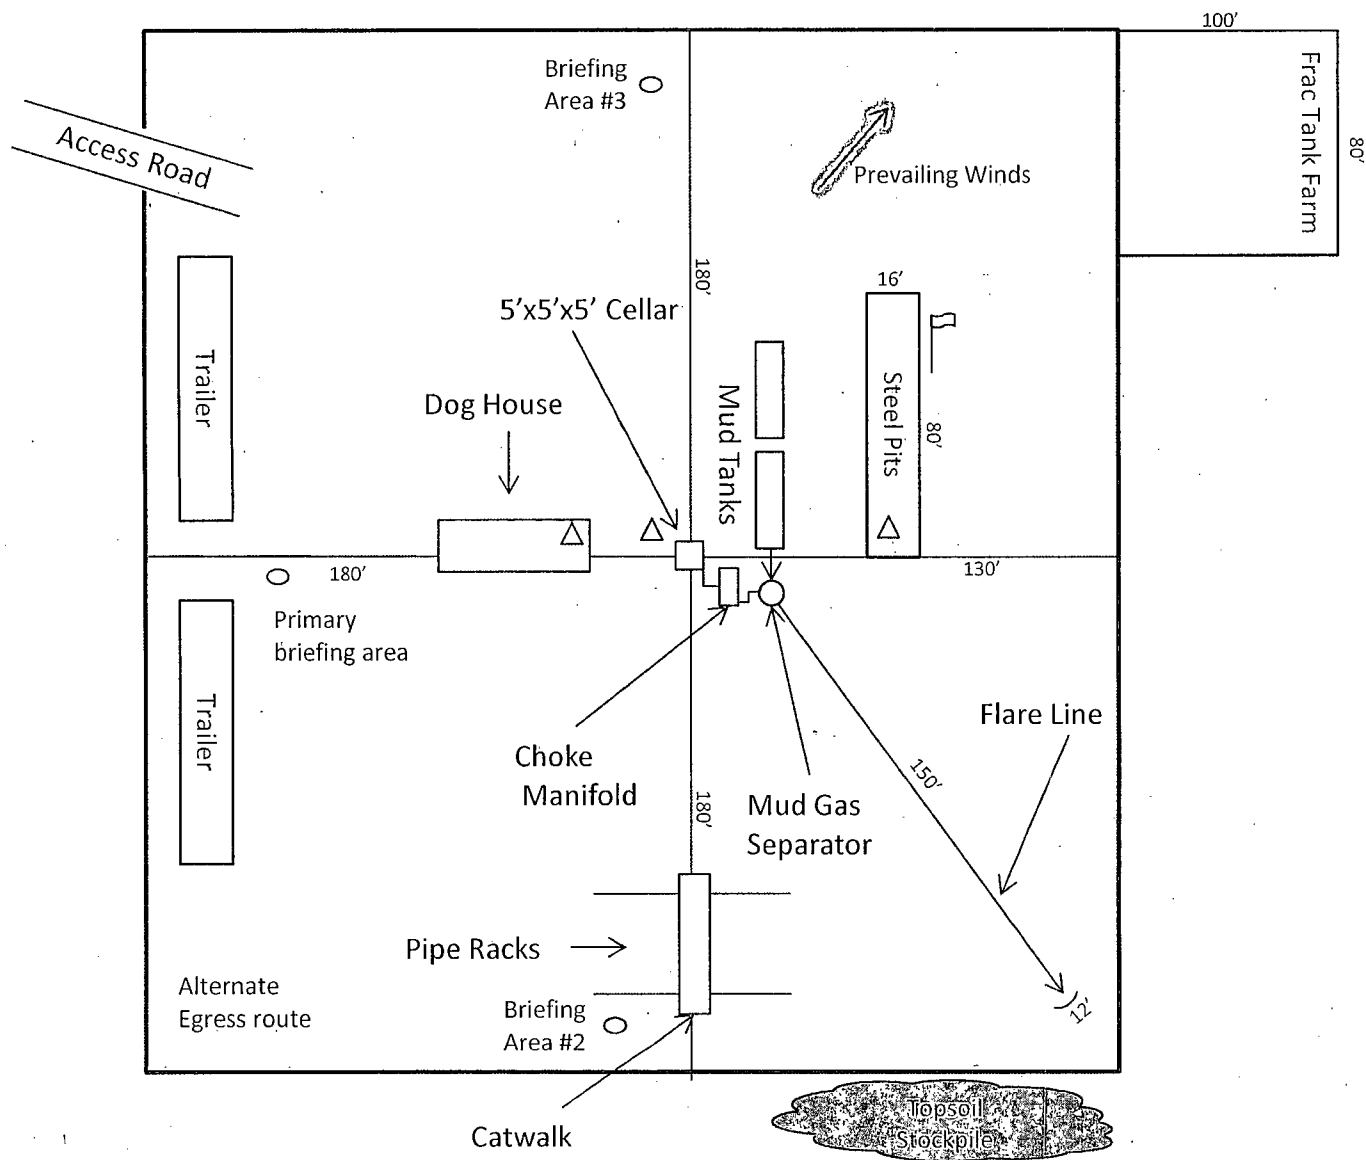 100'
Briefing
Area #3
Frac Tank Farm
80'
Access Road
Prevailing Winds
180'
16'
5'x5'x5' Cellar
Trailer
Dog House
Mud Tanks
Steel Pits
80'
180'
130'
Primary
briefing area
Trailer
Flare Line
Choke
Manifold
150'
180'
Mud Gas
Separator
Pipe Racks
Alternate
Egress route
Briefing
Area #2
12'
Catwalk
Topsoil
Stockpile